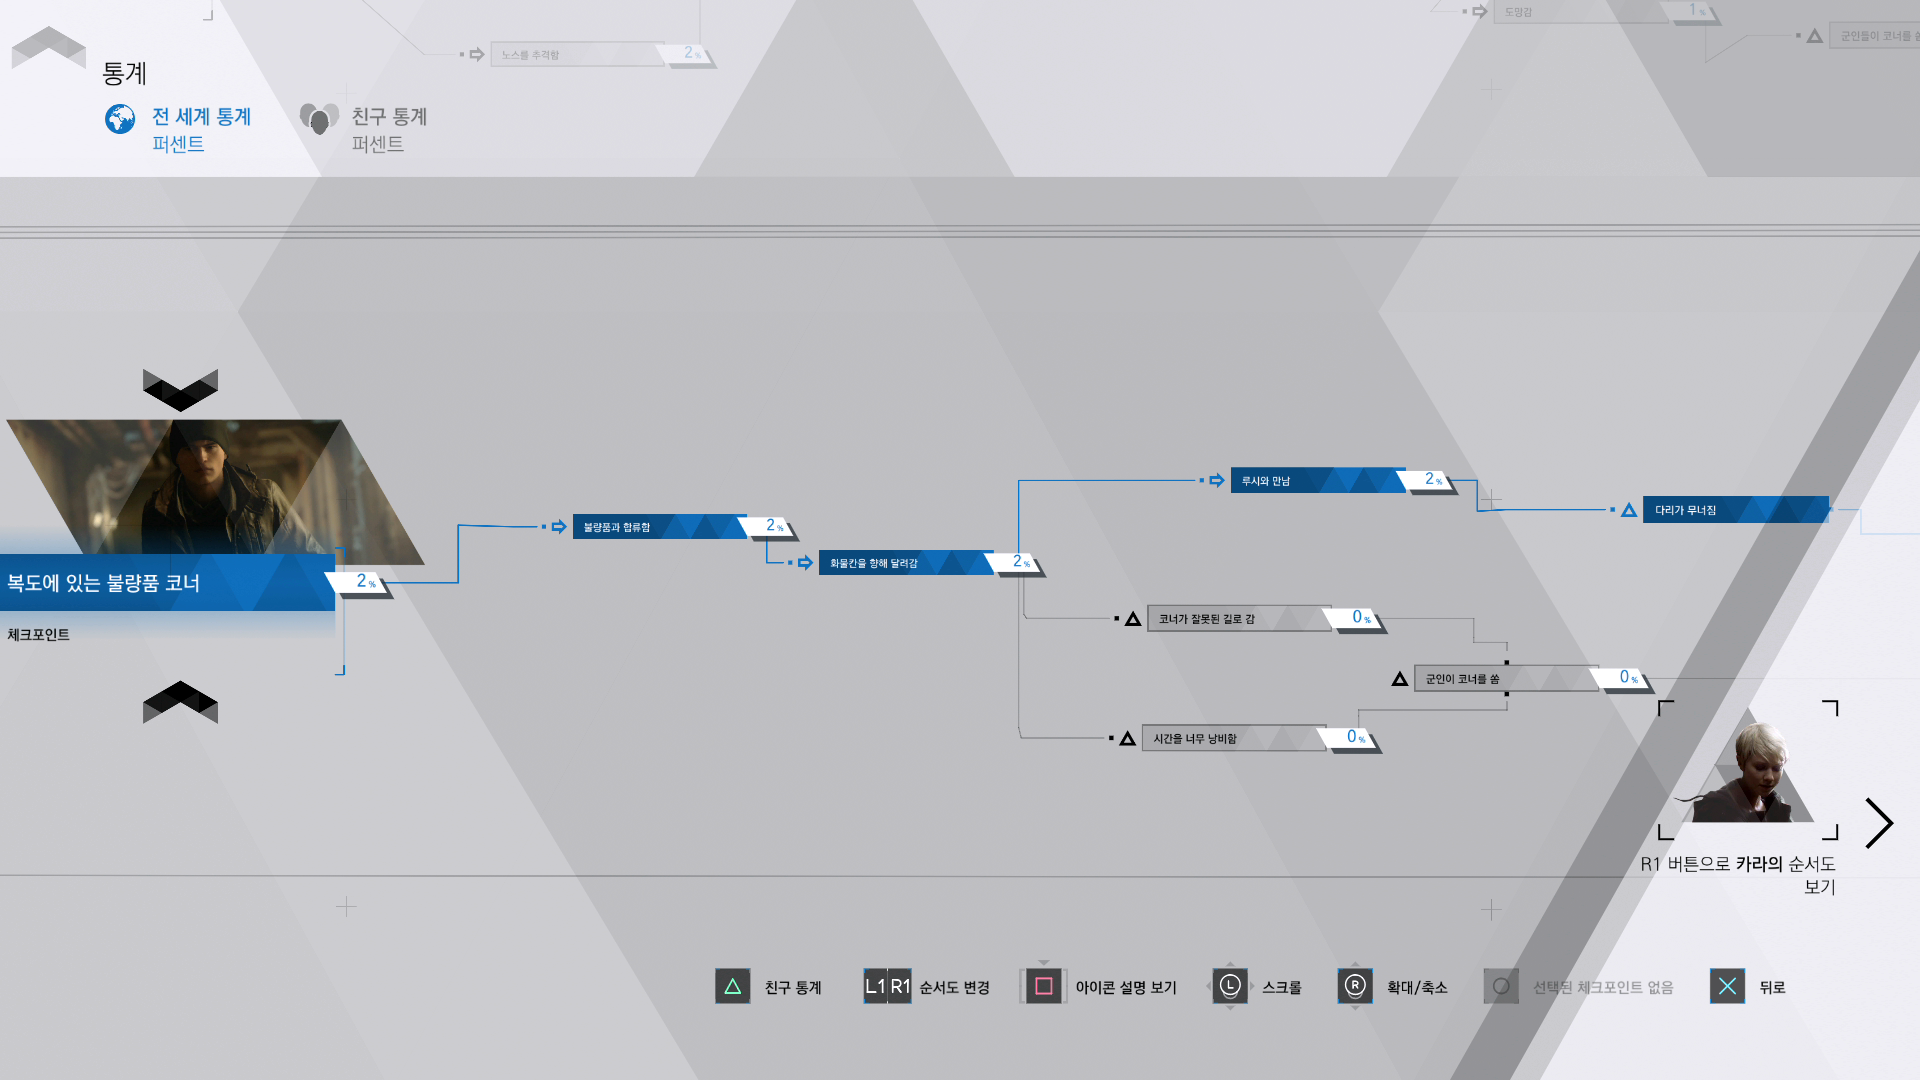 도망감
1%
군인들이 코너를
노스를 추격함
2%
통계
전 세계 통계
퍼센트
친구 통계
퍼센트
루시와 만남
2%
다리가 무너짐
불량품과 합류함
2%
화물칸을 향해 달려감
2%
복도에 있는 불량품 코너
2%
체크포인트
코너가 잘못된 길로 감
0%
군인이 코너를 쏨
0%
시간을 너무 낭비함
0%
R1 버튼으로 카라의 순서도
보기
친구 통계
L1 R1 순서도 변경
아이콘 설명 보기
L 스크롤
R 확대/축소
선택된 체크포인트 없음
뒤로